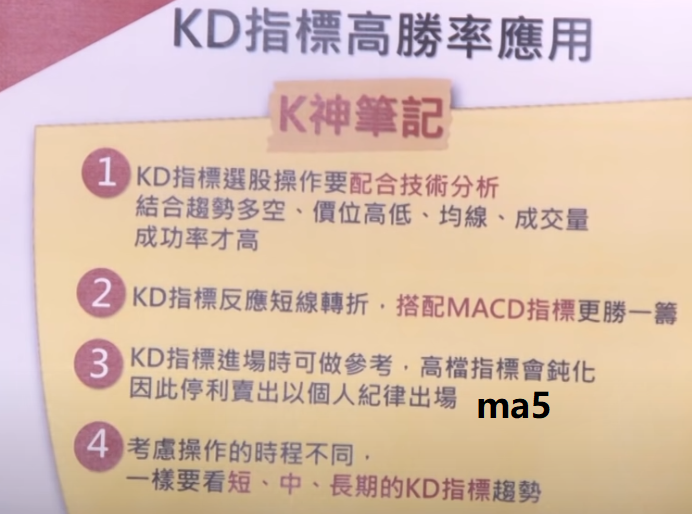 KD指標高勝率應用
K神筆記
1 KD指標選股操作要配合技術分析
結合趨勢多空、價位高低、均線、成交量
成功率才高
2 KD指標反應短線轉折，搭配MACD指標更勝一籌
3 KD指標進場時可做參考，高檔指標會鈍化
因此停利賣出以個人紀律出場 ma5
4 考慮操作的時程不同，
一樣要看短、中、長期的KD指標趨勢